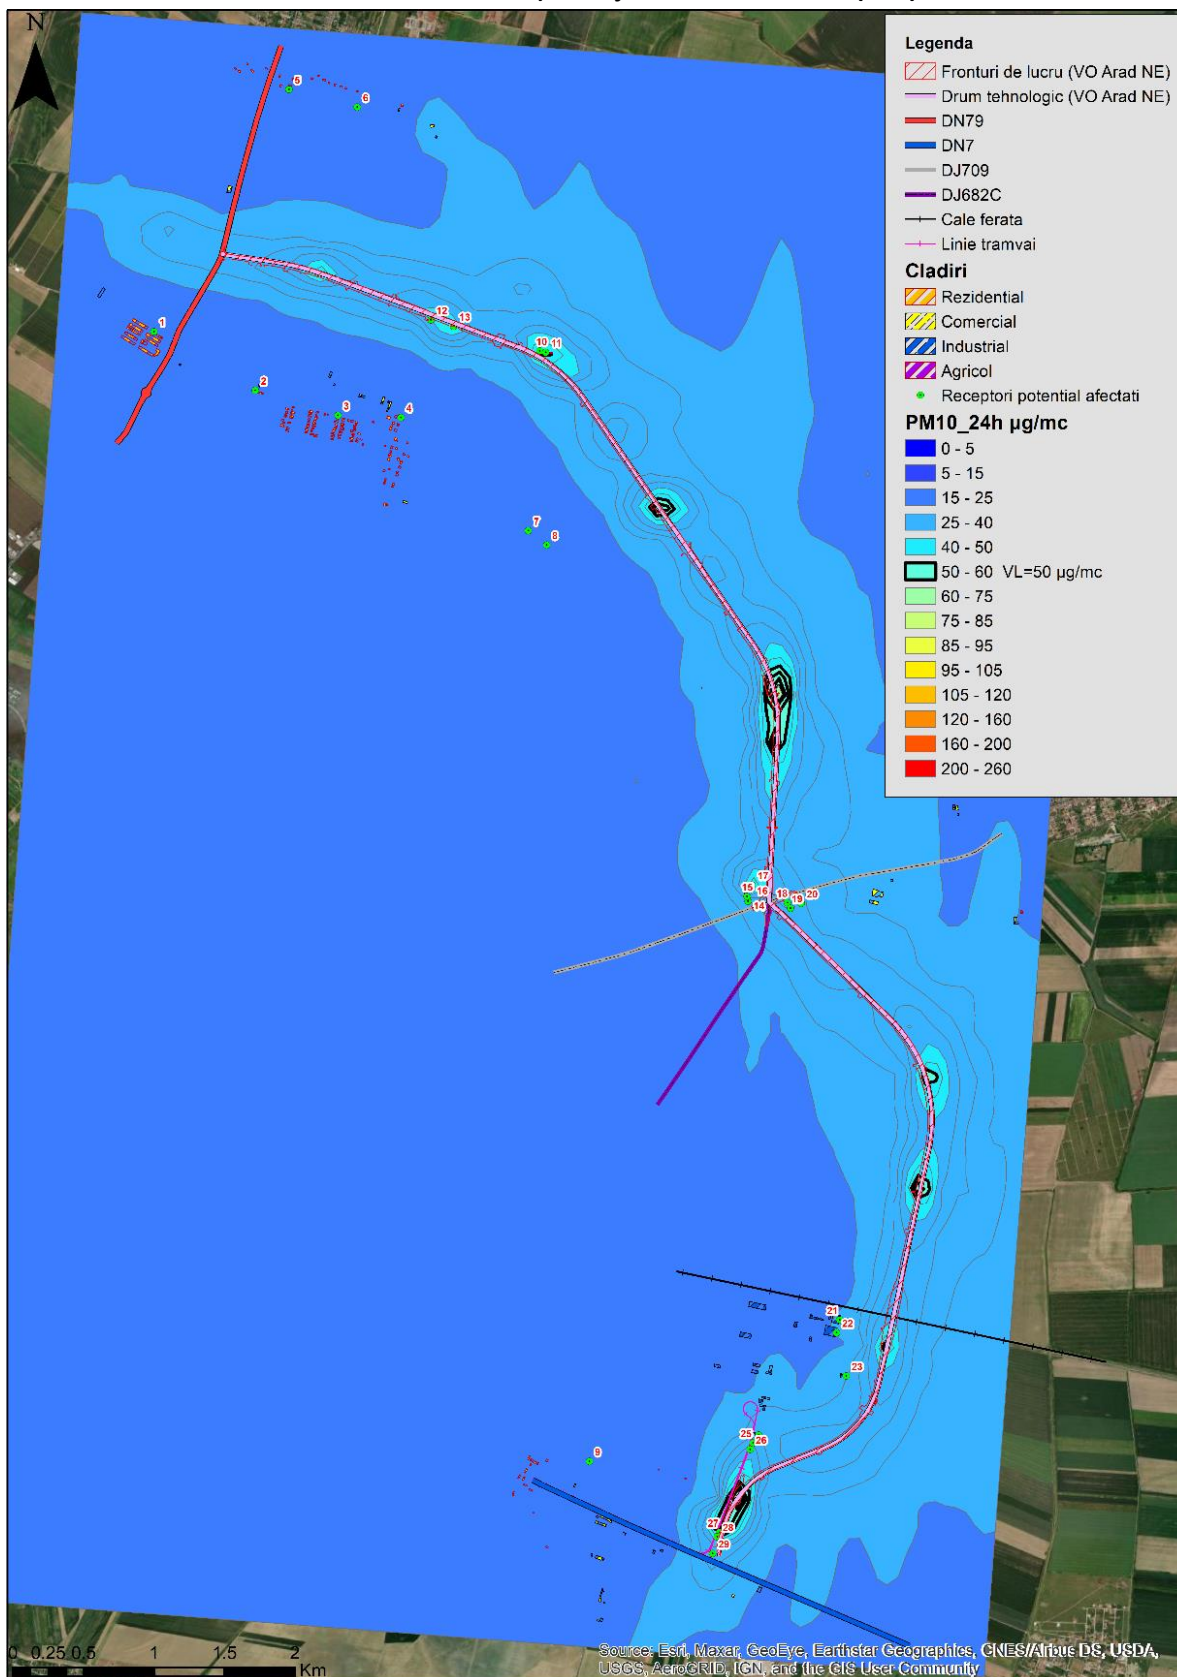 N
Legenda
Fronturi de lucru (VO Arad NE)
Drum tehnologic (VO Arad NE)
DN79
DN7
DJ709
DJ682C
Cale ferata
Linie tramvai
Cladiri
Rezidential
Comercial
Industrial
Agricol
Receptori potential afectati
PM10_24h µg/mc
0 - 5
5 - 15
15 - 25
25 - 40
40 - 50
50 - 60 VL=50 µg/mc
60 - 75
75 - 85
85 - 95
95 - 105
105 - 120
120 - 160
160 - 200
200 - 260
5
6
12
13
1
10
11
2
3
4
7
8
17
15
16
18
20
14
19
21
22
23
25
26
9
27
28
29
0 0.25 0.5 1 1.5 2
Km
Source: Esri, Maxar, GeoEye, Earthstar Geographics, CNES/Airbus DS, USDA,
USGS, AeroGRID, IGN, and the GIS User Community